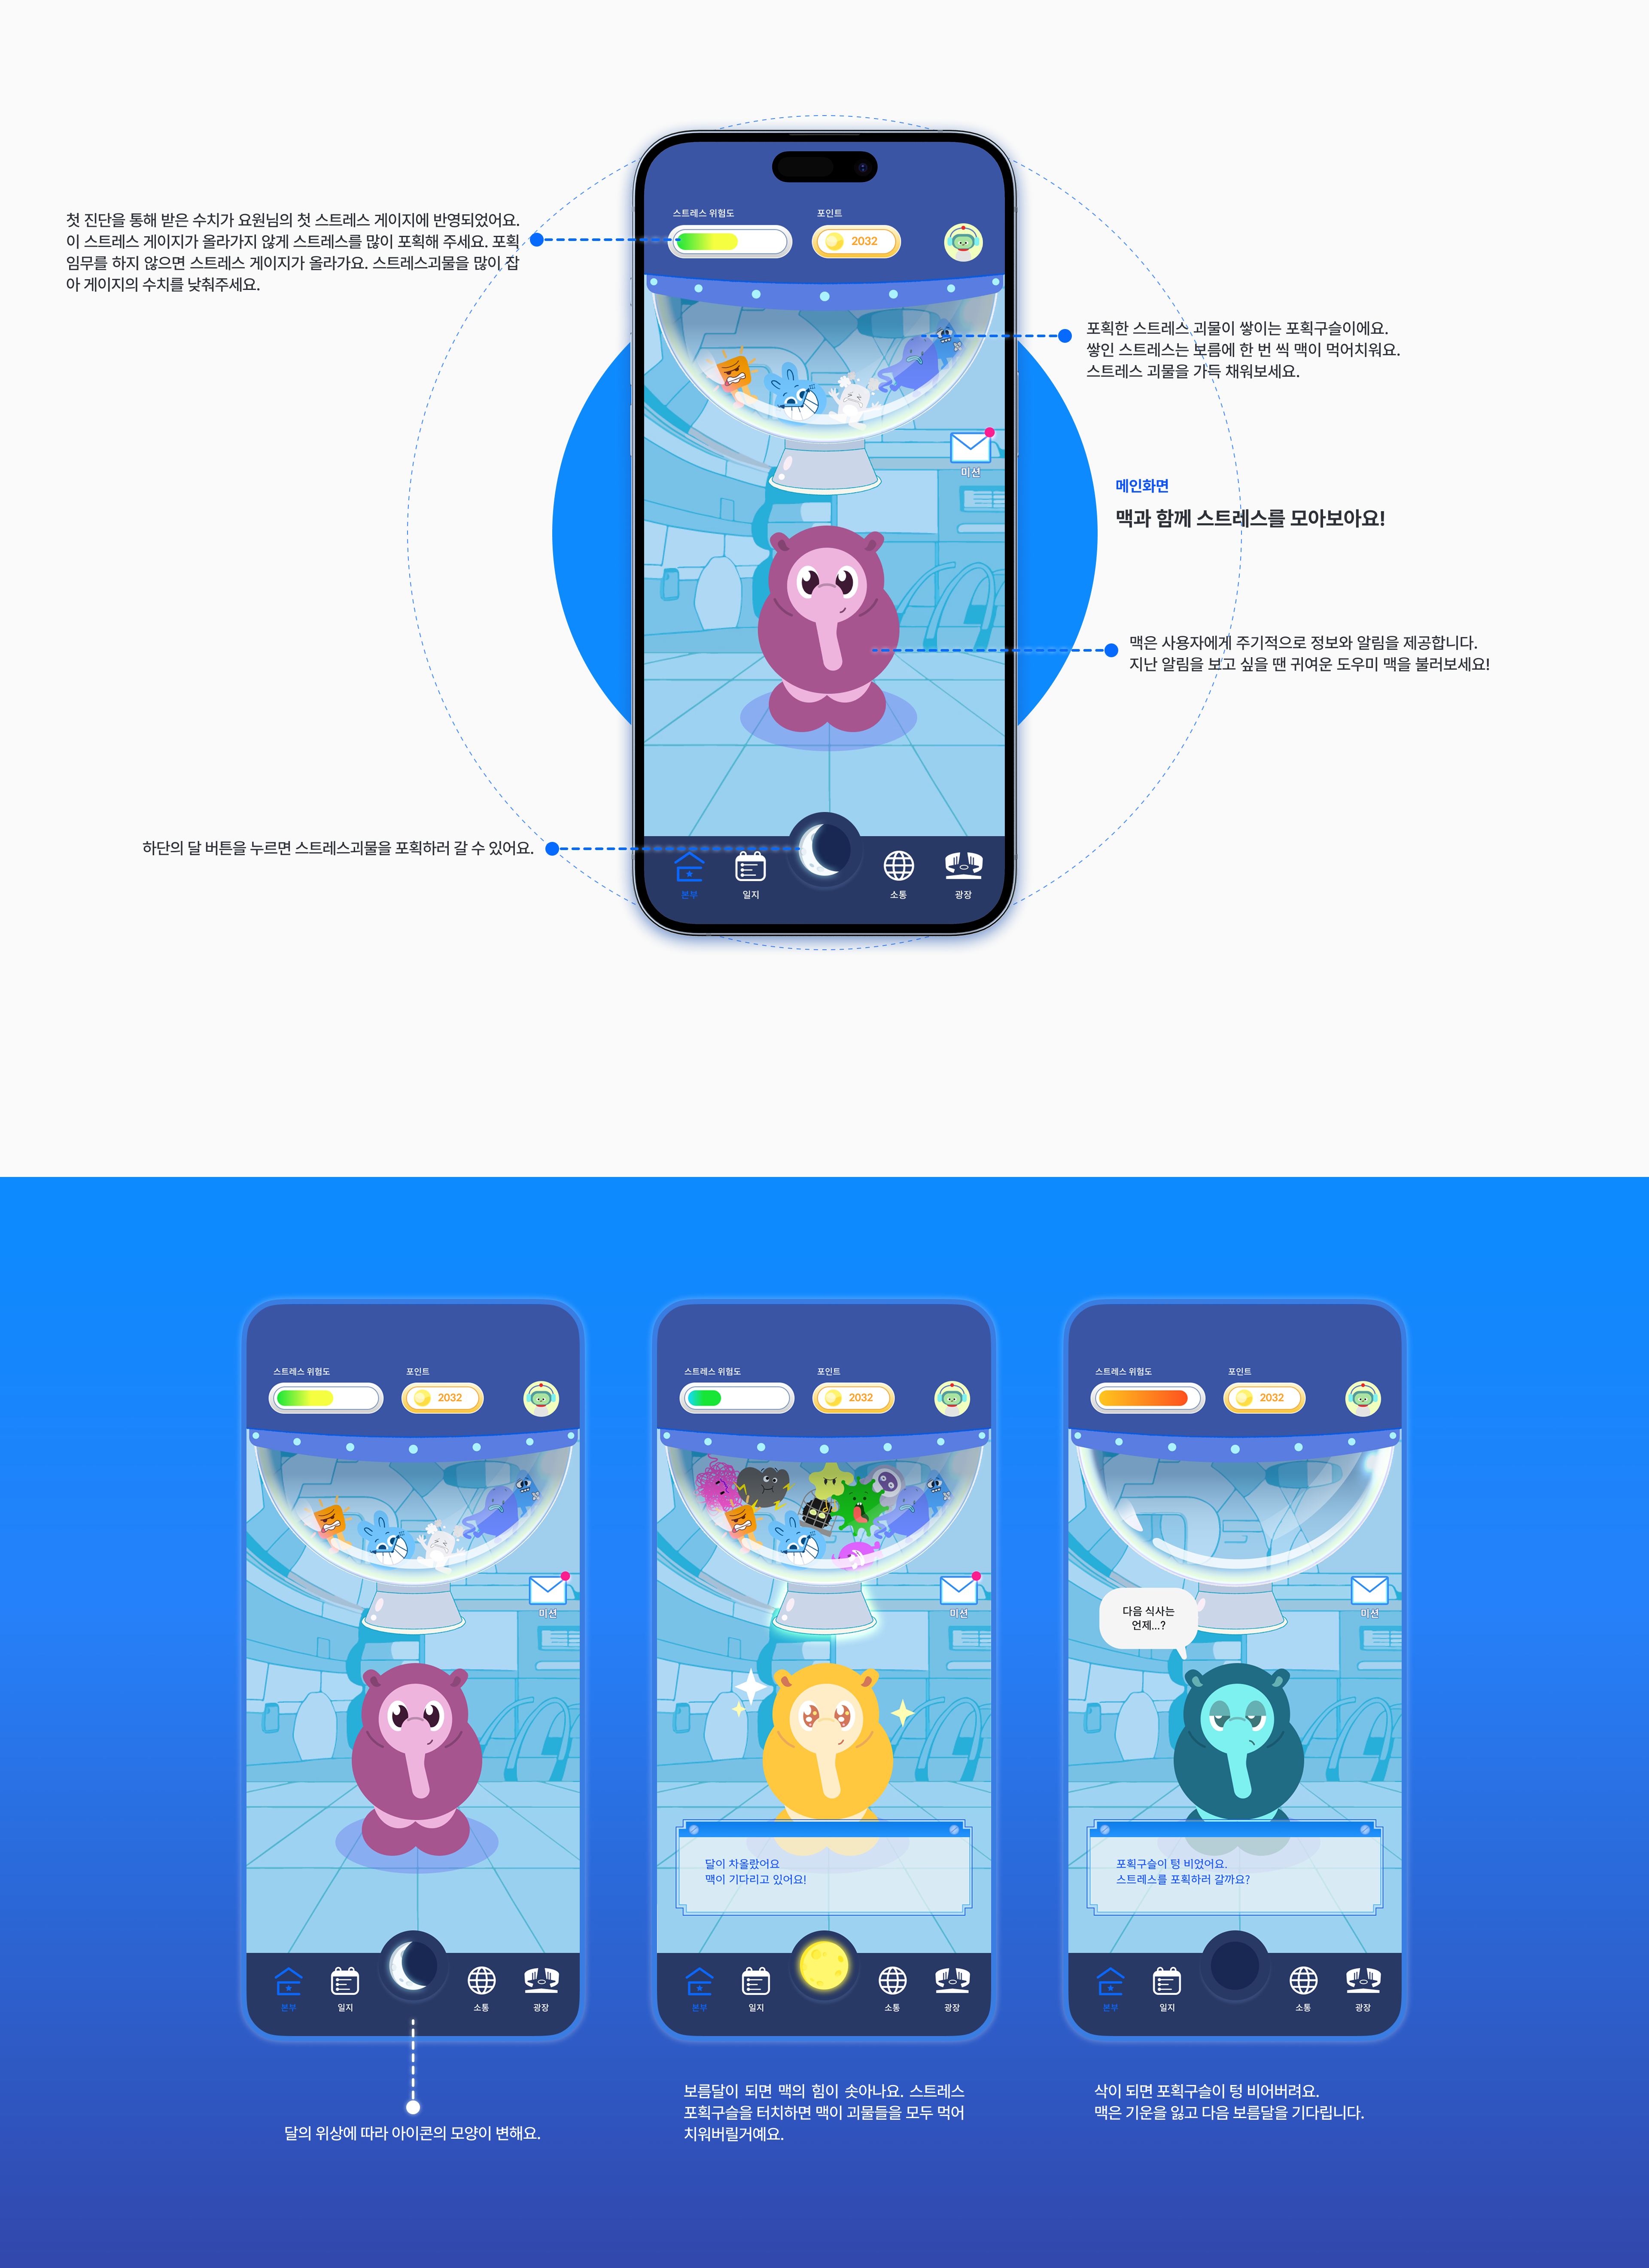 첫 진단을 통해 받은 수치가 요원님의 첫 스트레스 게이지에 반영되었어요.
이 스트레스 게이지가 올라가지 않게 스트레스를 많이 포획해 주세요. 포획
임무를 하지 않으면 스트레스 게이지가 올라가요. 스트레스괴물을 많이 잡
아 게이지의 수치를 낮춰주세요.
스트레스 위험도
포인트
2032
포획한 스트레스 괴물이 쌓이는 포획구슬이에요.
쌓인 스트레스는 보름에 한 번 씩 맥이 먹어치워요.
스트레스 괴물을 가득 채워보세요.
미션
메인화면
맥과 함께 스트레스를 모아보아요!
맥은 사용자에게 주기적으로 정보와 알림을 제공합니다.
지난 알림을 보고 싶을 땐 귀여운 도우미 맥을 불러보세요!
하단의 달 버튼을 누르면 스트레스괴물을 포획하러 갈 수 있어요.
본부
일지
소통
광장
스트레스 위험도
포인트
2032
미션
본부
일지
소통
광장
달의 위상에 따라 아이콘의 모양이 변해요.
스트레스 위험도
포인트
2032
미션
달이 차올랐어요
맥이 기다리고 있어요!
본부
일지
소통
광장
보름달이 되면 맥의 힘이 솟아나요. 스트레스
포획구슬을 터치하면 맥이 괴물들을 모두 먹어
치워버릴거예요.
스트레스 위험도
포인트
2032
미션
다음 식사는
언제...?
포획구슬이 텅 비었어요.
스트레스를 포획하러 갈까요?
본부
일지
소통
광장
삭이 되면 포획구슬이 텅 비어버려요.
맥은 기운을 잃고 다음 보름달을 기다립니다.